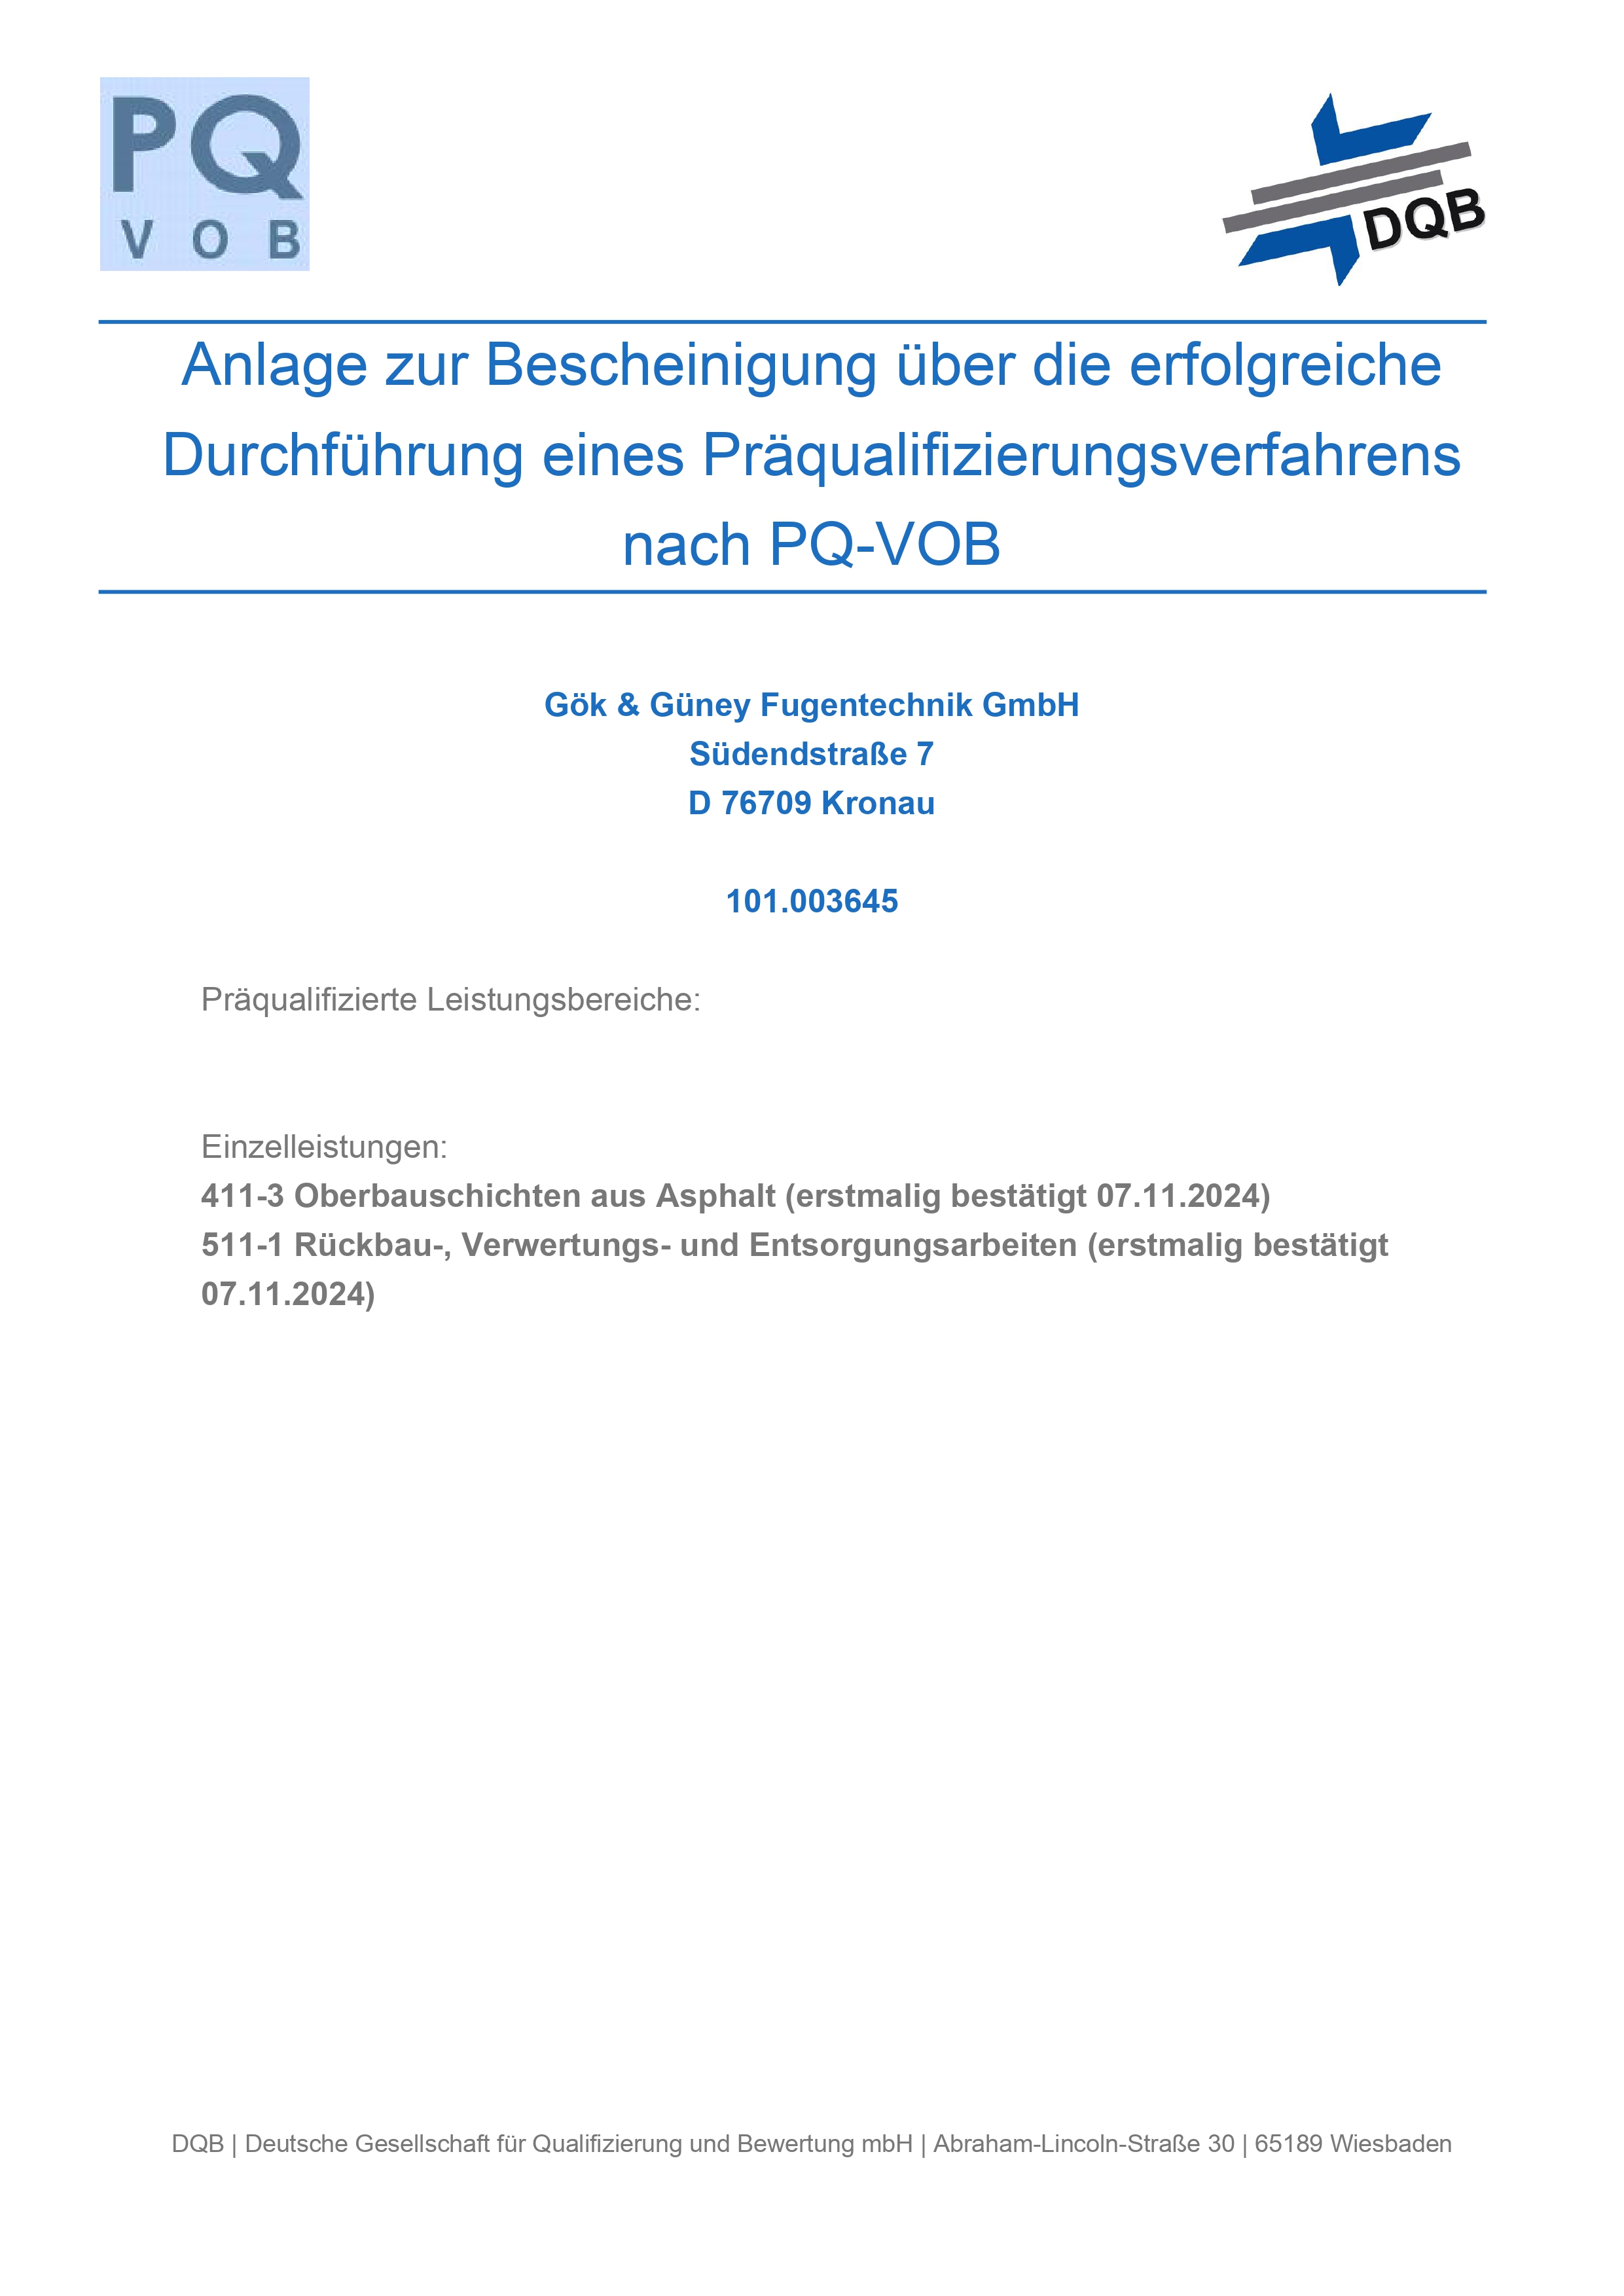 PQ
V O B
DQB
Anlage zur Bescheinigung über die erfolgreiche
Durchführung eines Präqualifizierungsverfahrens
nach PQ-VOB
Gök & Güney Fugentechnik GmbH
Südendstraße 7
D 76709 Kronau
101.003645
Präqualifizierte Leistungsbereiche:
Einzelleistungen:
411-3 Oberbauschichten aus Asphalt (erstmalig bestätigt 07.11.2024)
511-1 Rückbau-, Verwertungs- und Entsorgungsarbeiten (erstmalig bestätigt
07.11.2024)
DQB | Deutsche Gesellschaft für Qualifizierung und Bewertung mbH | Abraham-Lincoln-Straße 30 | 65189 Wiesbaden